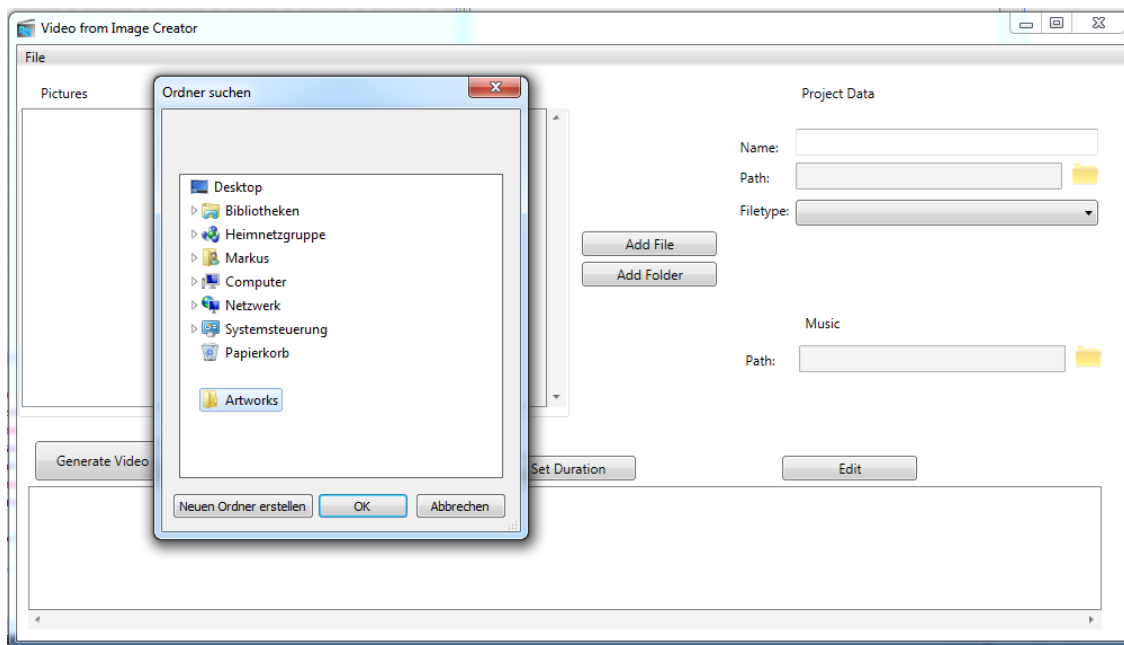 Video from Image Creator
File
Pictures
Ordner suchen
Desktop
Bibliotheken
Heimnetzgruppe
Markus
Computer
Netzwerk
Systemsteuerung
Papierkorb
Artworks
Neuen Ordner erstellen
OK
Abbrechen
Add File
Add Folder
Project Data
Name:
Path:
Filetype:
Music
Path:
Generate Video
Set Duration
Edit